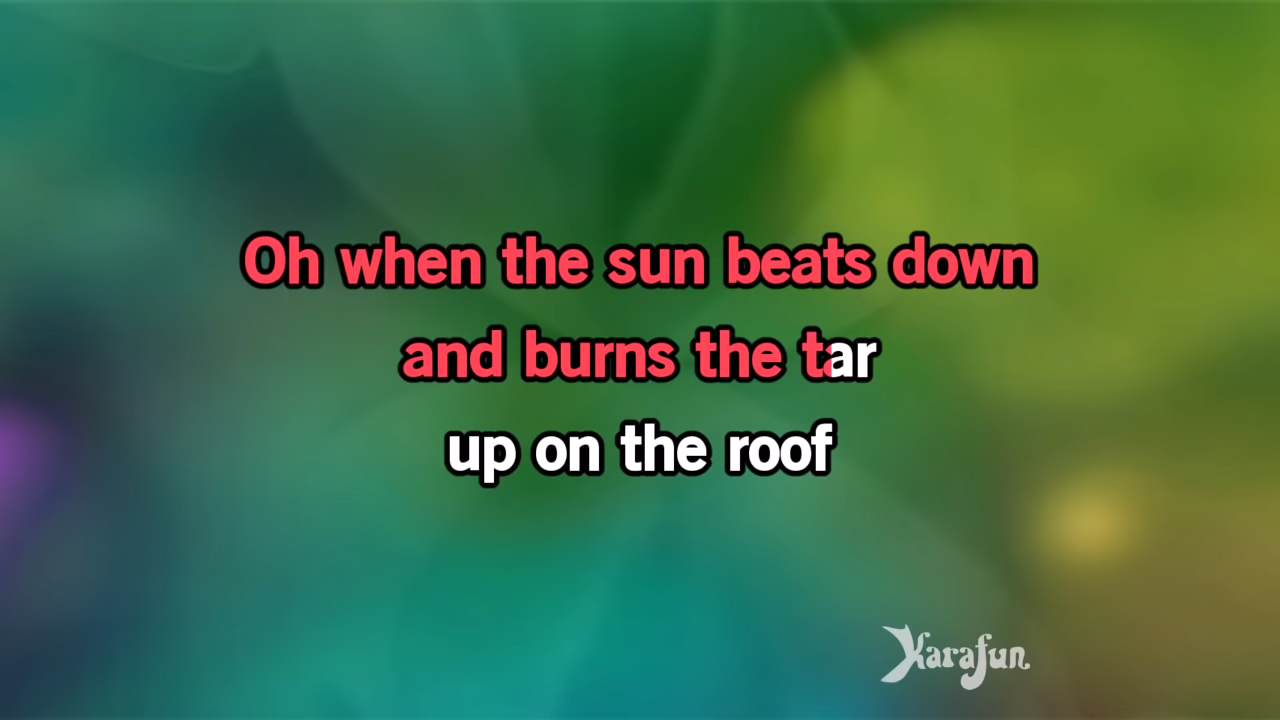 Oh when the sun beats down
and burns the tar
up on the roof
Karafun